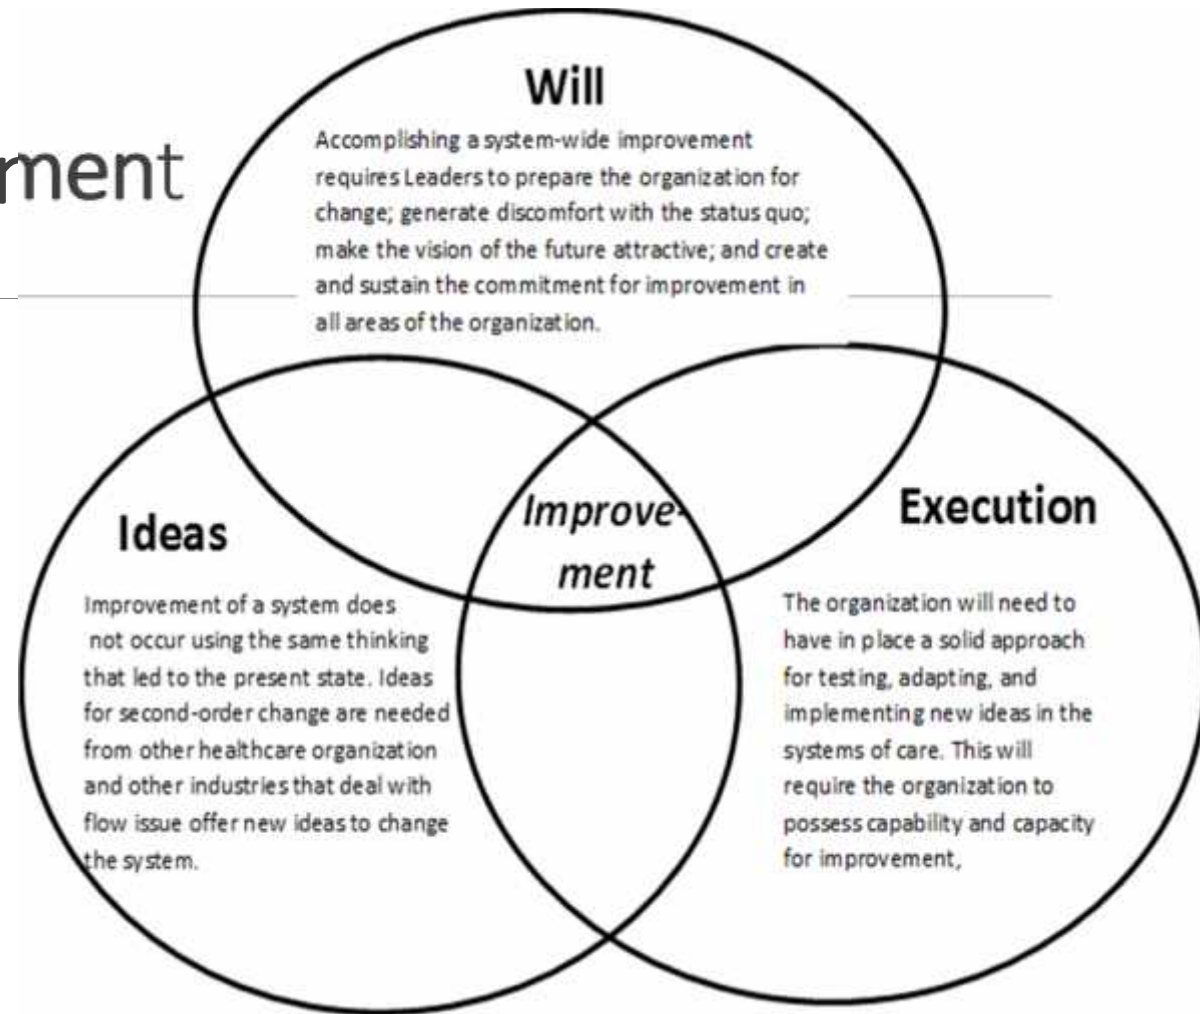 ment
Will
Accomplishing a system-wide improvement
requires Leaders to prepare the organization for
change; generate discomfort with the status quo;
make the vision of the future attractive; and create
and sustain the commitment for improvement in
all areas of the organization.
Ideas
Improvement of a system does
not occur using the same thinking
that led to the present state. Ideas
for second-order change are needed
from other healthcare organization
and other industries that deal with
flow issue offer new ideas to change
the system.
Improve-
ment
Execution
The organization will need to
have in place a solid approach
for testing, adapting, and
implementing new ideas in the
systems of care. This will
require the organization to
possess capability and capacity
for improvement,